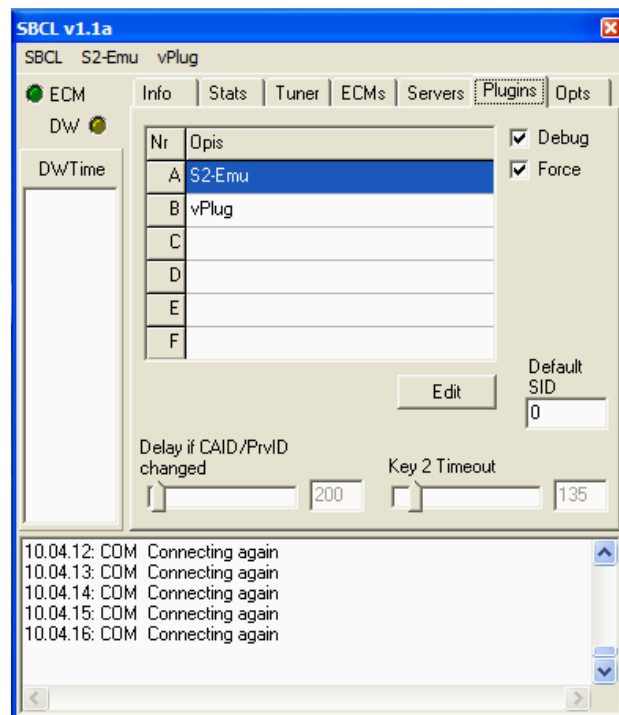 SBCL v1.1a
SBCL S2-Emu vPlug
ECM
DW
DWTime
Info Stats Tuner ECMs Servers Plugins Opts
Nr Opis
A S2-Emu
B vPlug
C
D
E
F
Debug
Force
Edit
Default
SID
0
Delay if CAID/PrvID
changed
200
Key 2 Timeout
135
10.04.12: COM Connecting again
10.04.13: COM Connecting again
10.04.14: COM Connecting again
10.04.15: COM Connecting again
10.04.16: COM Connecting again